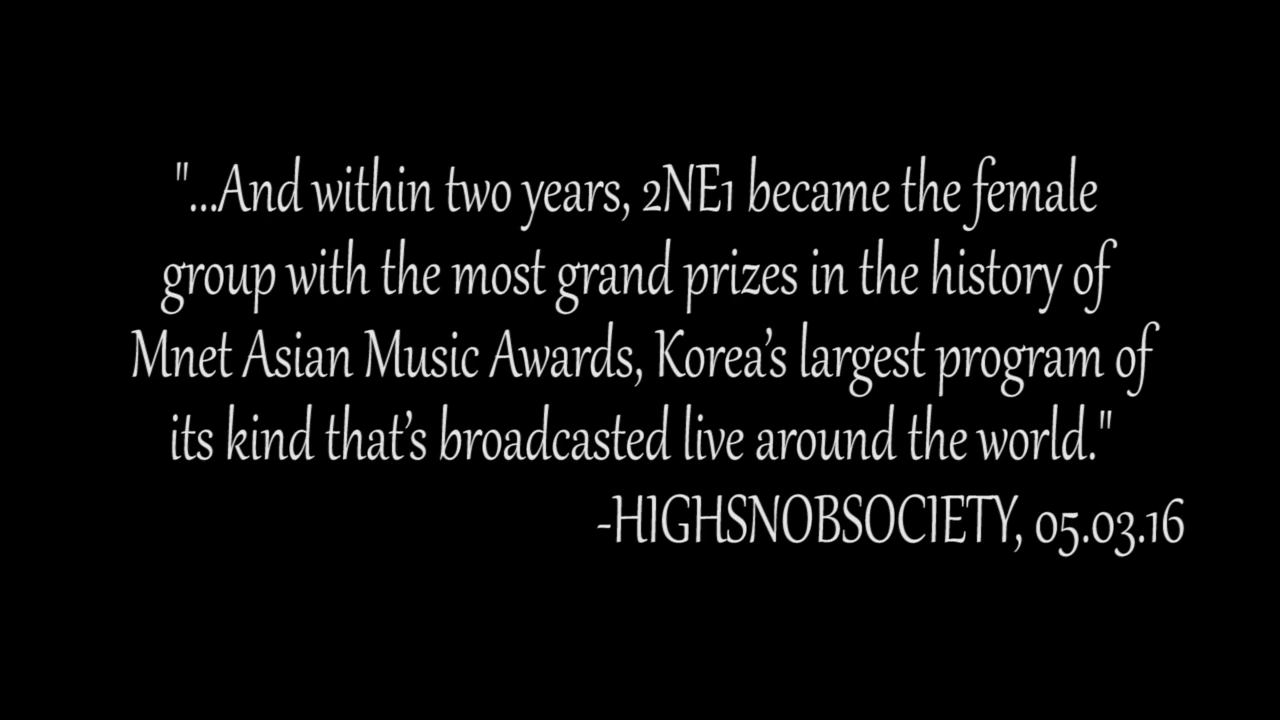 "...And within two years, 2NE1 became the female
group with the most grand prizes in the history of
Mnet Asian Music Awards, Korea’s largest program of
its kind that’s broadcasted live around the world."
-HIGHSNOBSOCIETY, 05.03.16